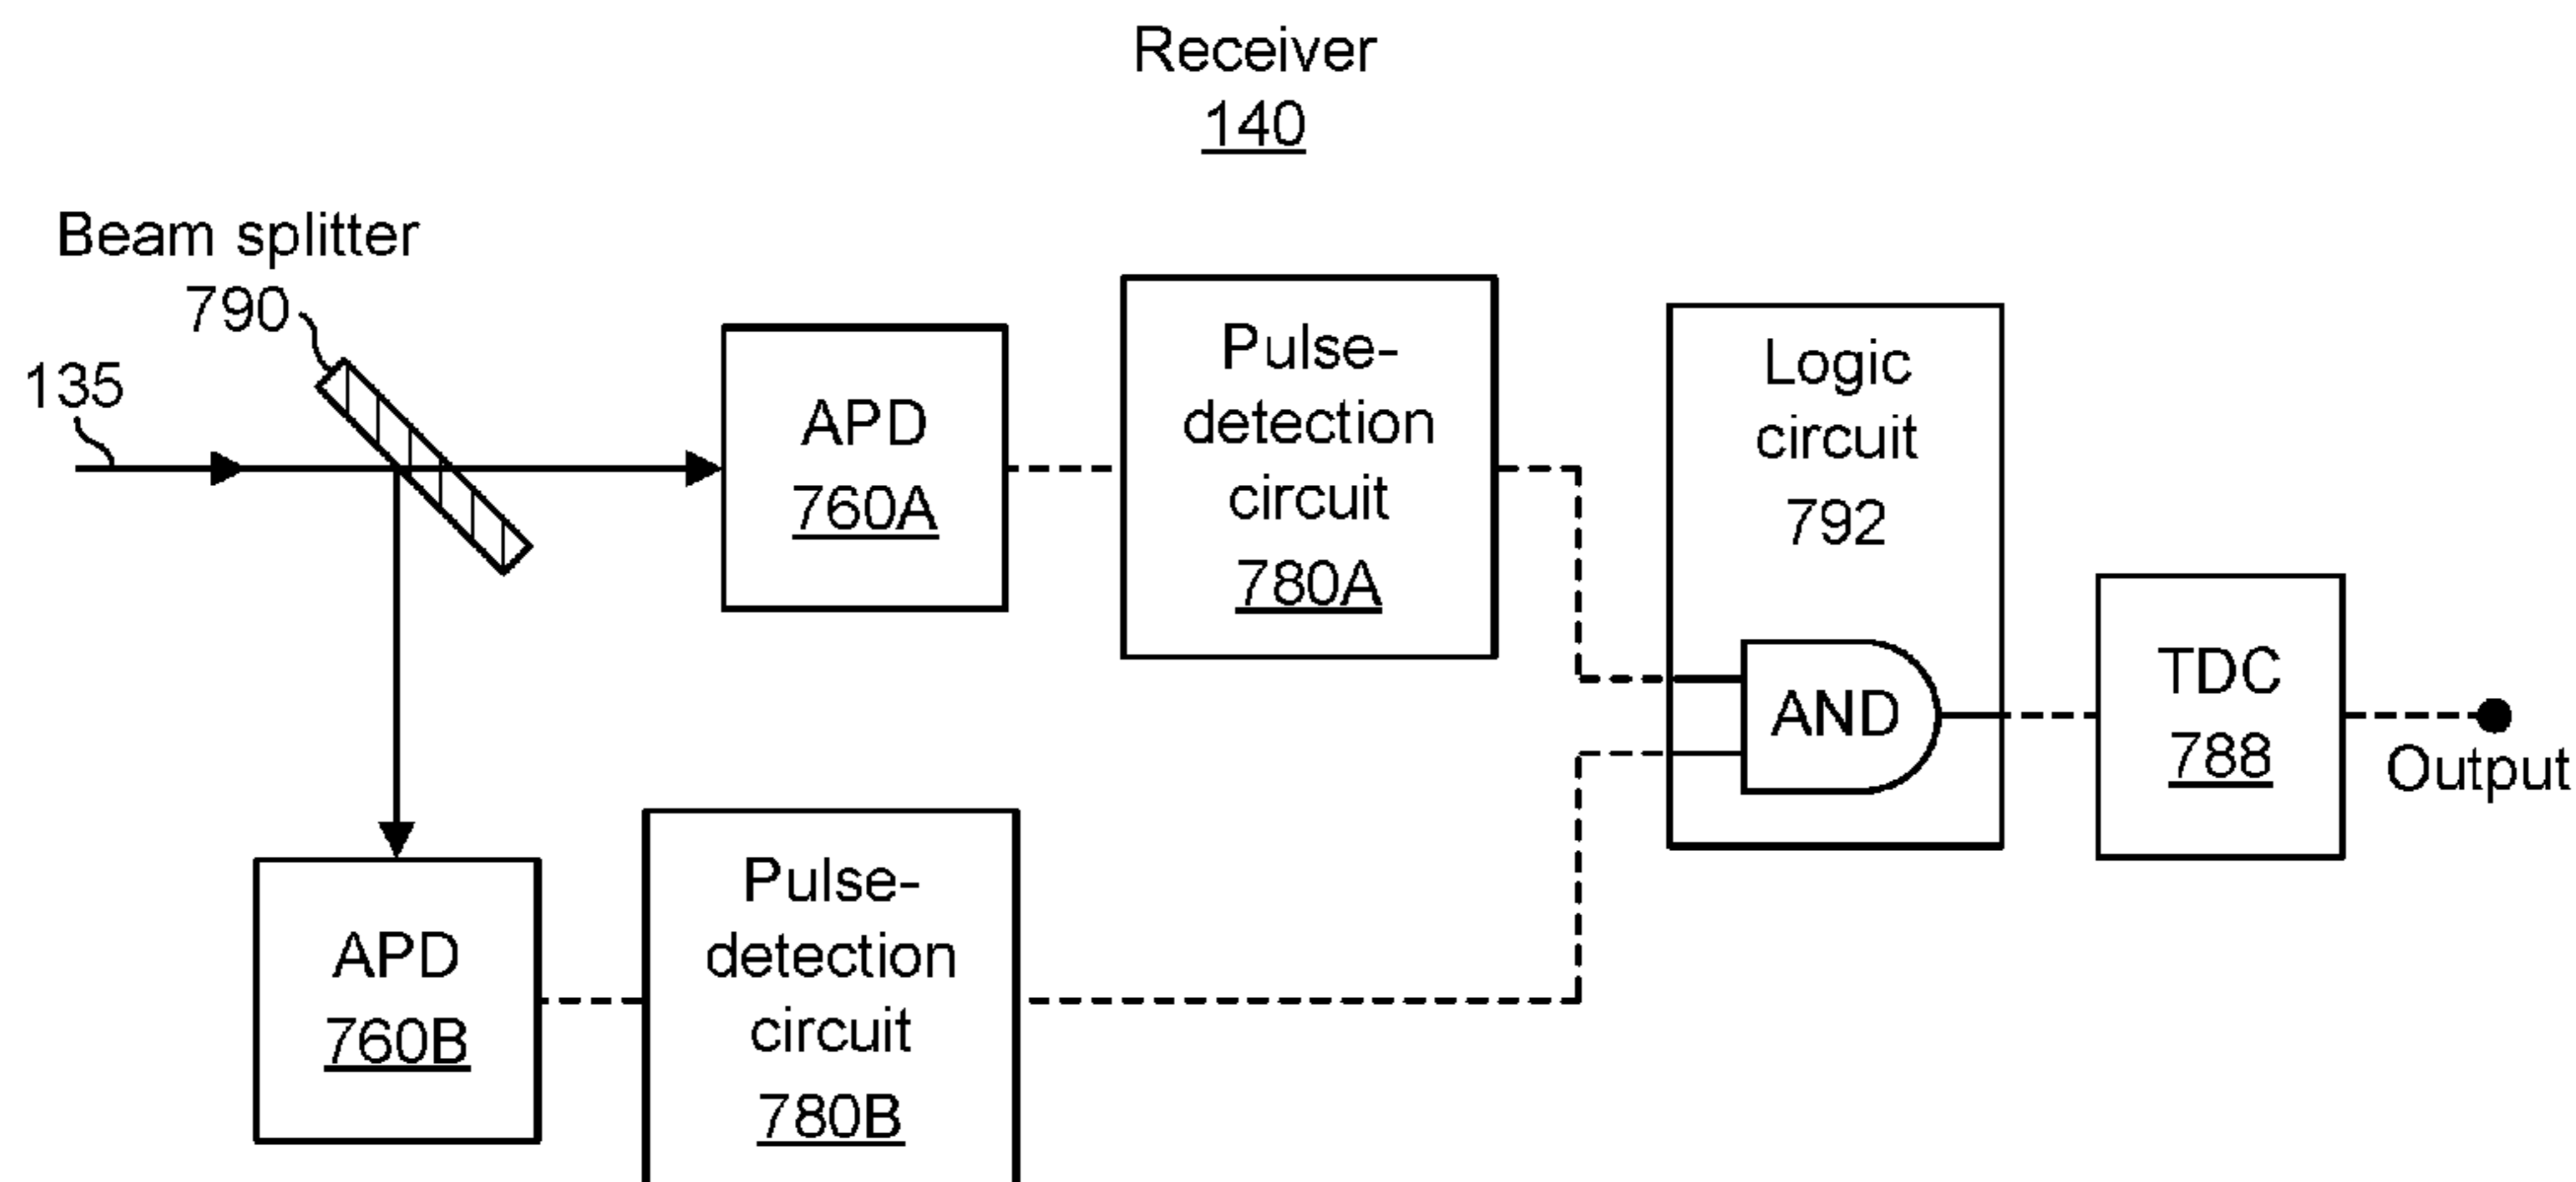 Receiver
140
Beam splitter
790
135
APD
760A
Pulse-
detection
circuit
780A
Logic
circuit
792
AND
TDC
788
Output
APD
760B
Pulse-
detection
circuit
780B